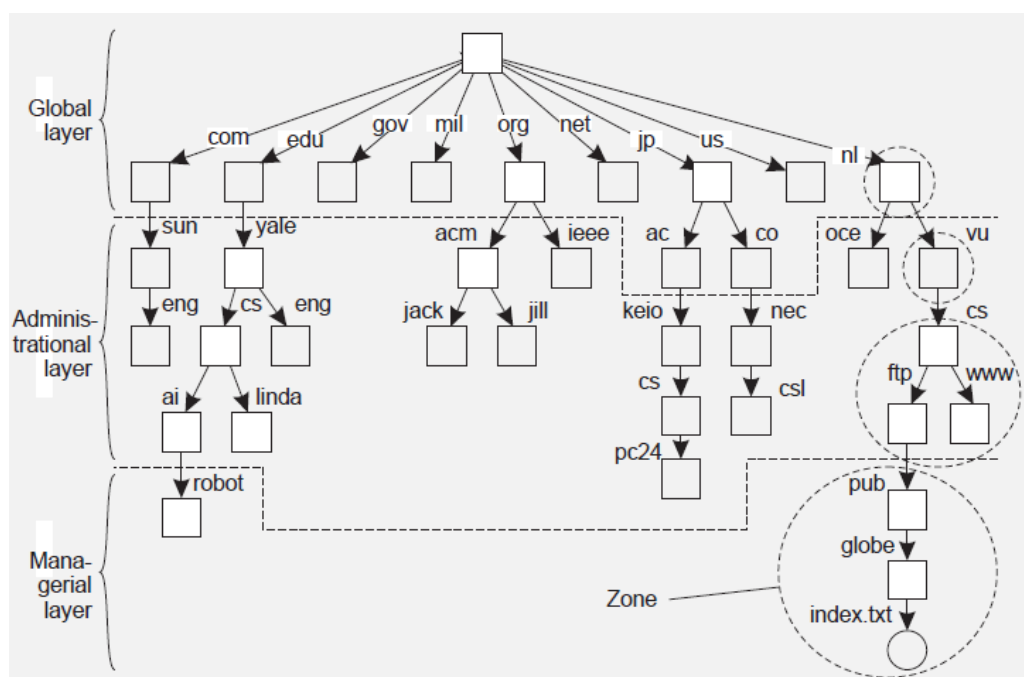 Global
layer
com
edu
gov
mil
org
net
jp
us
nl
sun
yale
acm
ieee
ac
co
oce
vu
Adminis-
trational
layer
eng
cs
eng
jack
jill
keio
nec
cs
ai
linda
cs
csl
ftp
www
pc24
robot
pub
Mana-
gerial
layer
globe
Zone
index.txt